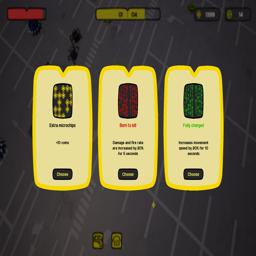 Extra microchips
Born to kill
Fully charged
+10 coins
Damage and fire rate
are increased by 20%
for 5 seconds
Increases movement
speed by 20% for 10
seconds
Choose
Choose
Choose